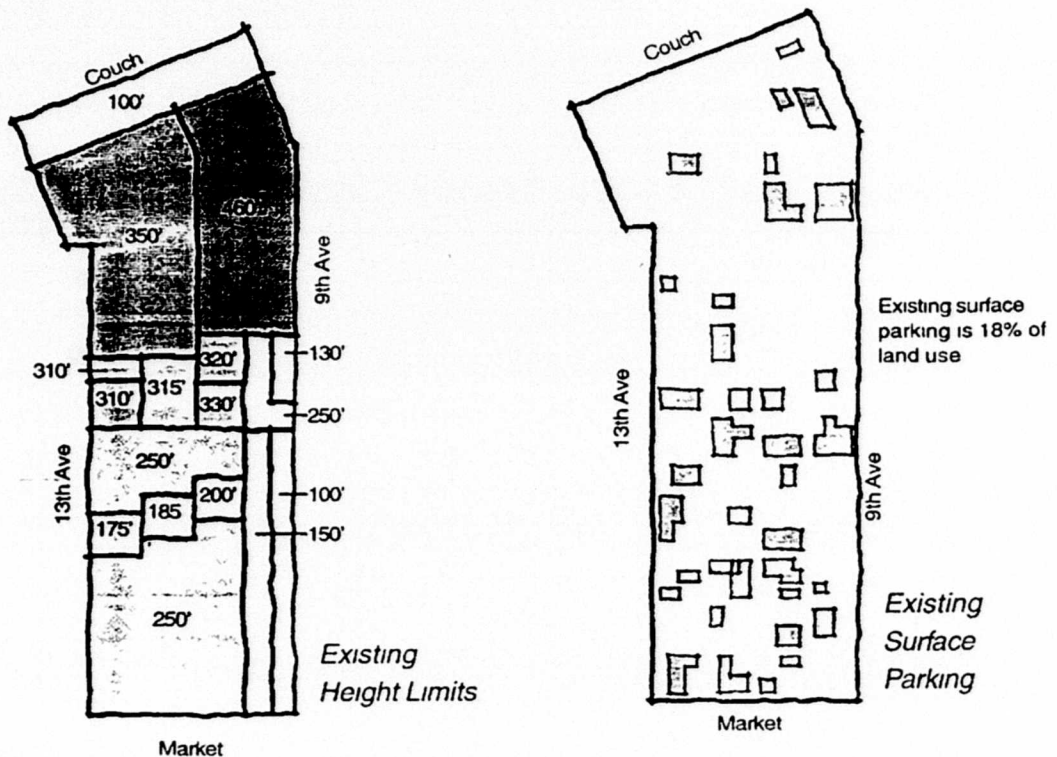 Couch
100'
460'
350'
9th Ave
320'
130'
310'
315'
310'
330'
250'
13th Ave
250'
200'
100'
185
175'
150'
250'
Existing
Height Limits
Market
Couch
Existing surface
parking is 18% of
land use
13th Ave
9th Ave
Existing
Surface
Parking
Market